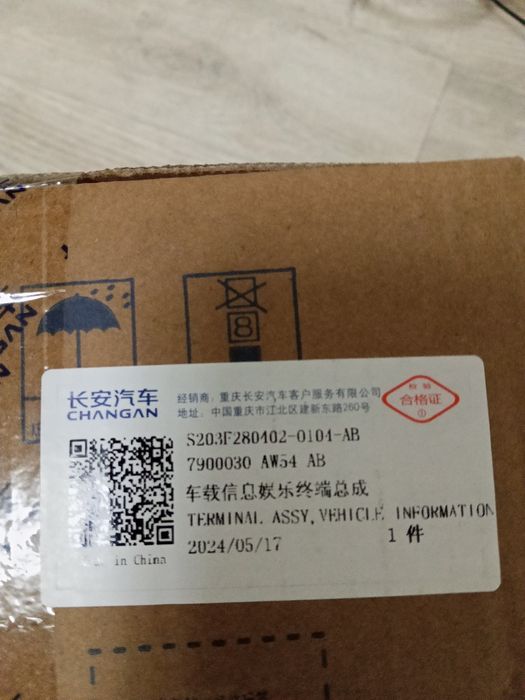 8
长安汽车
CHANGAN
经销商：重庆长安汽车客户服务有限公司
地址：中国重庆市江北区建新东路260号
检验
合格证
①
S203F280402-0104-AB
7900030 AW54 AB
车载信息娱乐终端总成
TERMINAL ASSY,VEHICLE INFORMATION
2024/05/17
1 件
in China